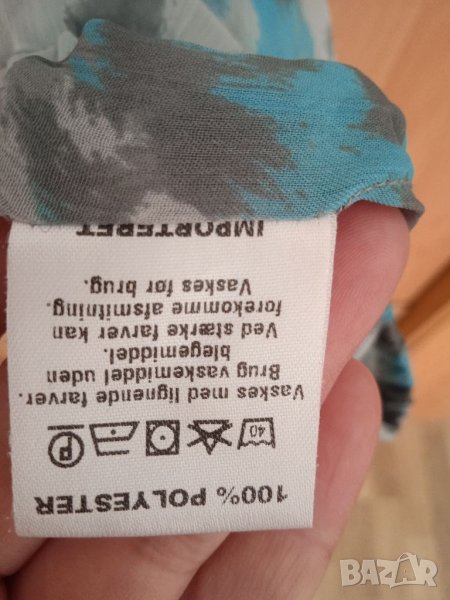 100% POLYESTER
40 P
Vaskes med lignende farver.
Brug vaskemiddel uden
blegemiddel.
Ved stærke farver kan
forekomme afsmitning.
Vaskes før brug.
IMPORTERET
BAZAR